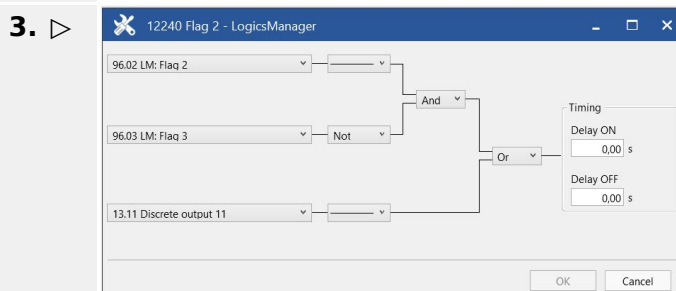 3. ▷
12240 Flag 2 - LogicsManager
96.02 LM: Flag 2
And
Timing
Delay ON
96.03 LM: Flag 3 Not
0,00 s
Or
Delay OFF
0,00 s
13.11 Discrete output 11
OK Cancel